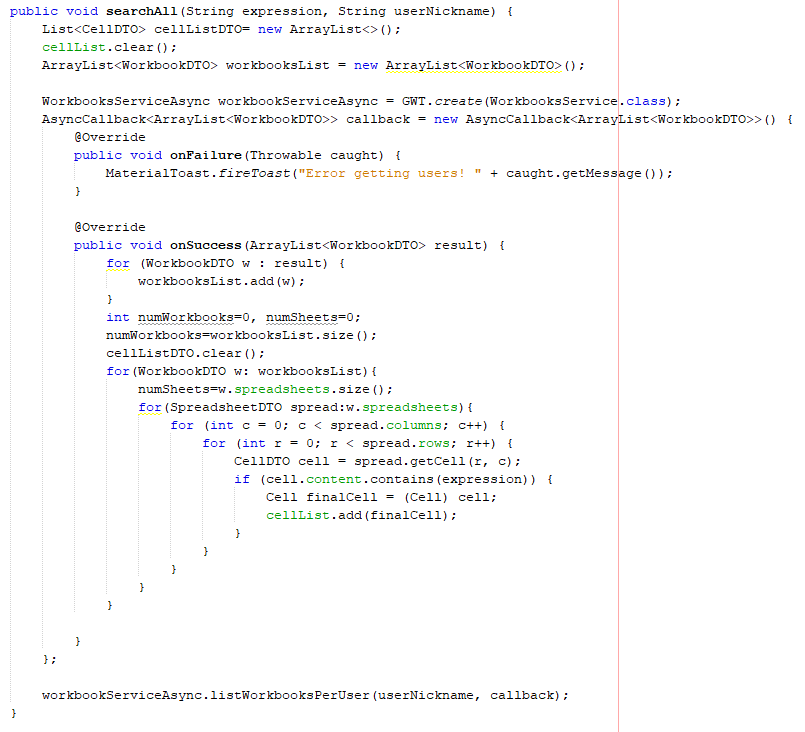 public void searchAll(String expression, String userNickname) {
    List<CellDTO> cellListDTO= new ArrayList<>();
    cellList.clear();
    ArrayList<WorkbookDTO> workbooksList = new ArrayList<WorkbookDTO>();

    WorkbooksServiceAsync workbookServiceAsync = GWT.create(WorkbooksService.class);
    AsyncCallback<ArrayList<WorkbookDTO>> callback = new AsyncCallback<ArrayList<WorkbookDTO>>() {
        @Override
        public void onFailure(Throwable caught) {
            MaterialToast.fireToast("Error getting users! " + caught.getMessage());
        }

        @Override
        public void onSuccess(ArrayList<WorkbookDTO> result) {
            for (WorkbookDTO w : result) {
                workbooksList.add(w);
            }
            int numWorkbooks=0, numSheets=0;
            numWorkbooks=workbooksList.size();
            cellListDTO.clear();
            for(WorkbookDTO w: workbooksList){
                numSheets=w.spreadsheets.size();
                for(SpreadsheetDTO spread:w.spreadsheets){
                    for (int c = 0; c < spread.columns; c++) {
                        for (int r = 0; r < spread.rows; r++) {
                            CellDTO cell = spread.getCell(r, c);
                            if (cell.content.contains(expression)) {
                                Cell finalCell = (Cell) cell;
                                cellList.add(finalCell);
                            }
                        }
                    }
                }
            }

        }
    };

    workbookServiceAsync.listWorkbooksPerUser(userNickname, callback);
}